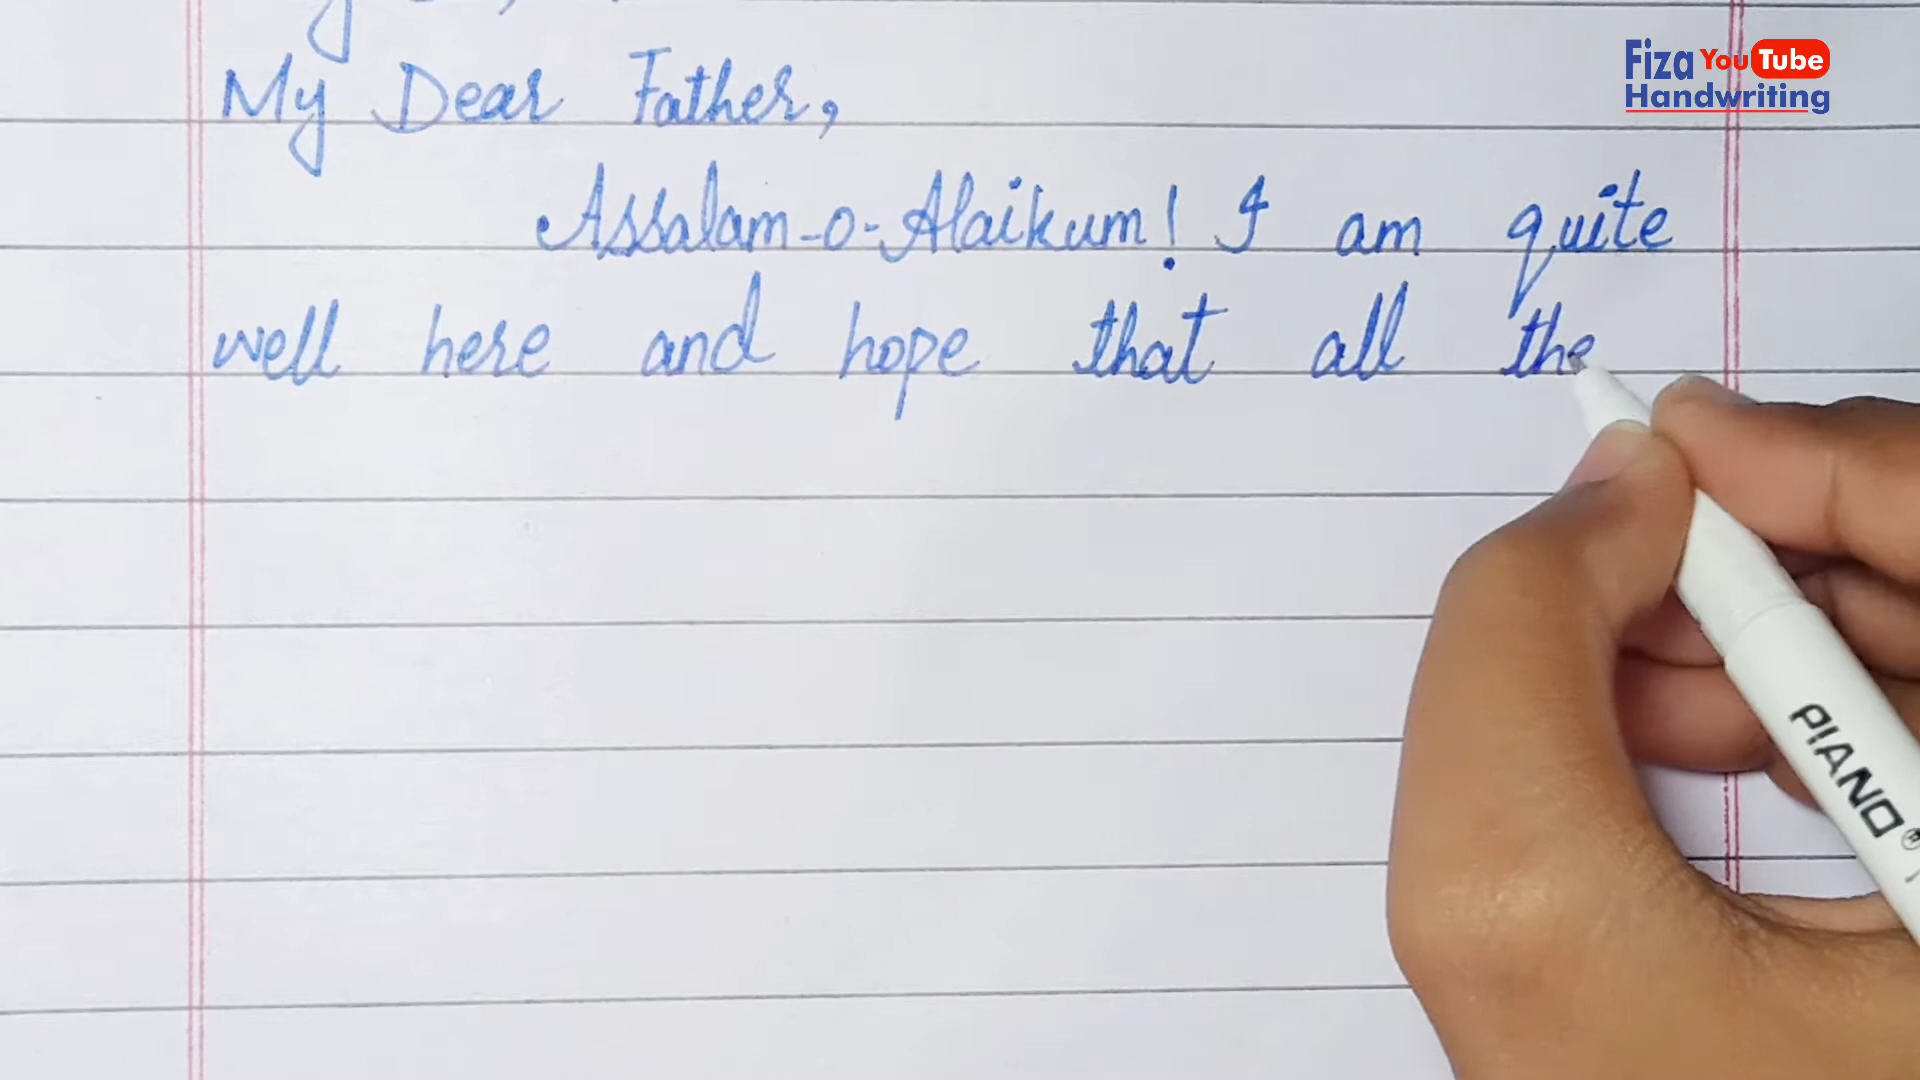 My Dear Father,
Assalam-o-Alaikum! I am quite
well here and hope that all the
Fiza YouTube
Handwriting
PIANO